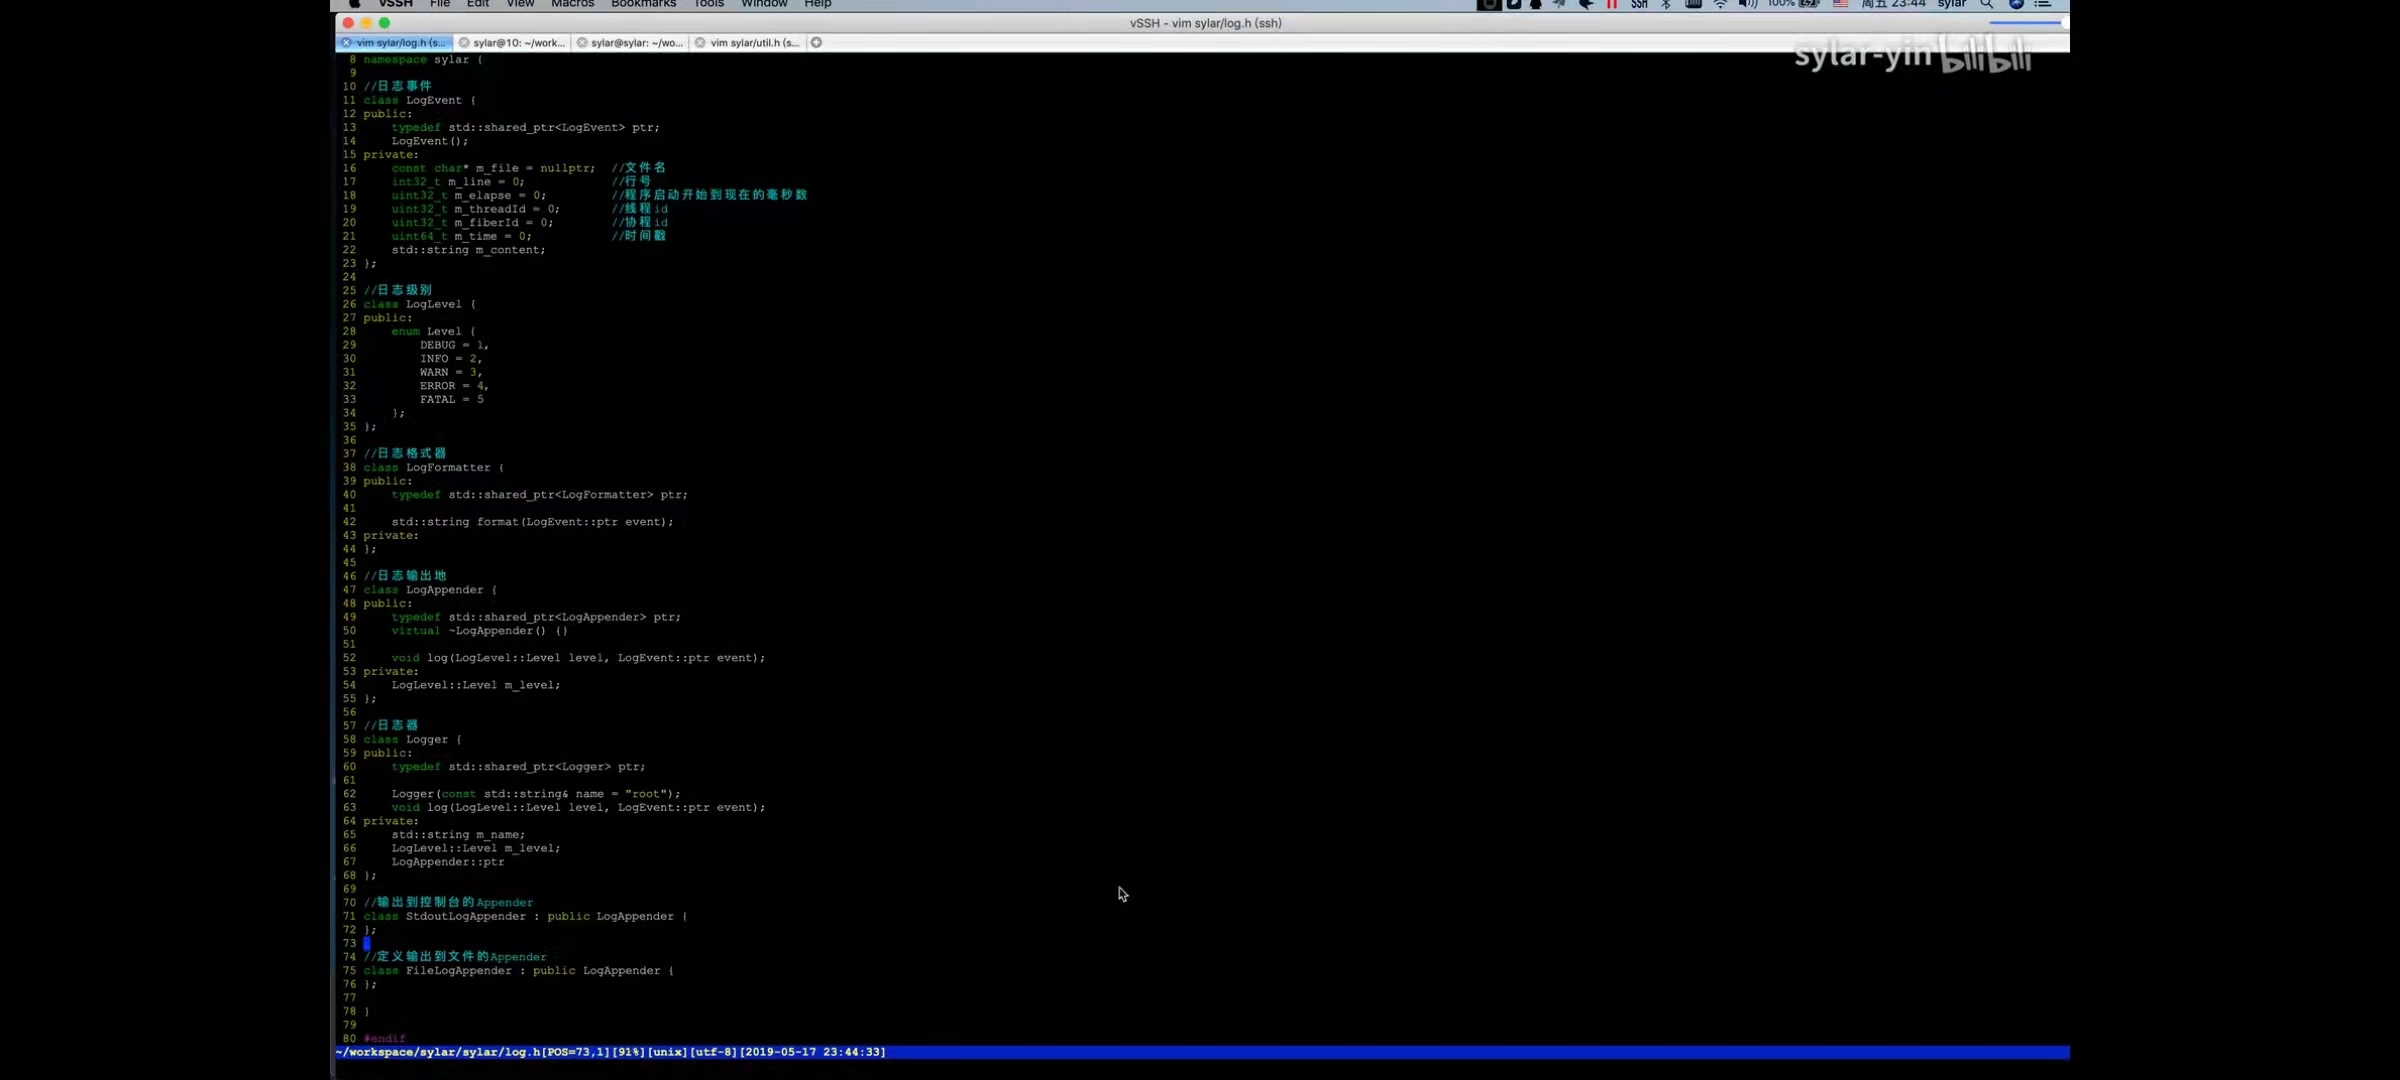 vSSH File Edit View Macros Bookmarks Tools Window Help SSH 100% 周五 23:44 sylar
vSSH - vim sylar/log.h (ssh)
vim sylar/log.h (s... sylar@10: ~/work... sylar@sylar: ~/wo... vim sylar/util.h (s...
sylar-yin bilibili
8 namespace sylar {
9
10 //日志事件
11 class LogEvent {
12 public:
13     typedef std::shared_ptr<LogEvent> ptr;
14     LogEvent();
15 private:
16     const char* m_file = nullptr;  //文件名
17     int32_t m_line = 0;            //行号
18     uint32_t m_elapse = 0;         //程序启动开始到现在的毫秒数
19     uint32_t m_threadId = 0;       //线程id
20     uint32_t m_fiberId = 0;        //协程id
21     uint64_t m_time = 0;           //时间戳
22     std::string m_content;
23 };
24
25 //日志级别
26 class LogLevel {
27 public:
28     enum Level {
29         DEBUG = 1,
30         INFO = 2,
31         WARN = 3,
32         ERROR = 4,
33         FATAL = 5
34     };
35 };
36
37 //日志格式器
38 class LogFormatter {
39 public:
40     typedef std::shared_ptr<LogFormatter> ptr;
41
42     std::string format(LogEvent::ptr event);
43 private:
44 };
45
46 //日志输出地
47 class LogAppender {
48 public:
49     typedef std::shared_ptr<LogAppender> ptr;
50     virtual ~LogAppender() {}
51
52     void log(LogLevel::Level level, LogEvent::ptr event);
53 private:
54     LogLevel::Level m_level;
55 };
56
57 //日志器
58 class Logger {
59 public:
60     typedef std::shared_ptr<Logger> ptr;
61
62     Logger(const std::string& name = "root");
63     void log(LogLevel::Level level, LogEvent::ptr event);
64 private:
65     std::string m_name;
66     LogLevel::Level m_level;
67     LogAppender::ptr
68 };
69
70 //输出到控制台的Appender
71 class StdoutLogAppender : public LogAppender {
72 };
73
74 //定义输出到文件的Appender
75 class FileLogAppender : public LogAppender {
76 };
77
78 }
79
80 #endif
~/workspace/sylar/sylar/log.h[POS=73,1][91%][unix][utf-8][2019-05-17 23:44:33]